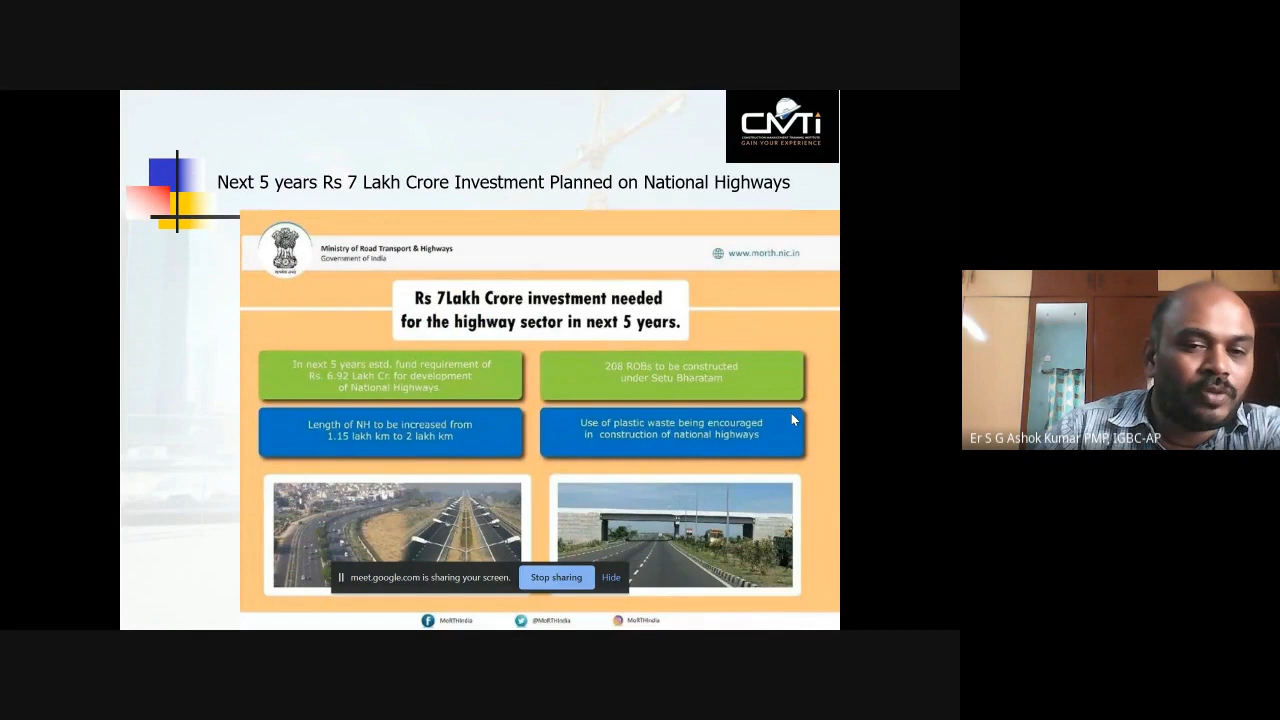 CMTi
CONSTRUCTION MANAGEMENT TRAINING INSTITUTE
GAIN YOUR EXPERIENCE
Next 5 years Rs 7 Lakh Crore Investment Planned on National Highways
Ministry of Road Transport & Highways
Government of India
www.morth.nic.in
Rs 7Lakh Crore investment needed
for the highway sector in next 5 years.
In next 5 years estd. fund requirement of
Rs. 6.92 Lakh Cr. for development
of National Highways
208 ROBs to be constructed
under Setu Bharatam
Length of NH to be increased from
1.15 lakh km to 2 lakh km
Use of plastic waste being encouraged
in construction of national highways
meet.google.com is sharing your screen.
Stop sharing
Hide
MoRTHIndia
@MoRTHIndia
MoRTHIndia
Er S G Ashok Kumar PMP, IGBC-AP